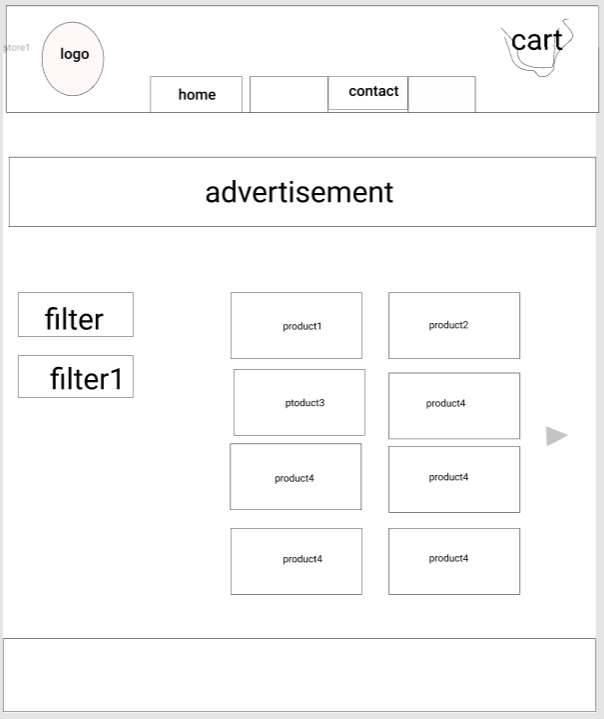 store1
logo
cart
home
contact
advertisement
filter
product1
product2
filter1
ptoduct3
product4
product4
product4
product4
product4